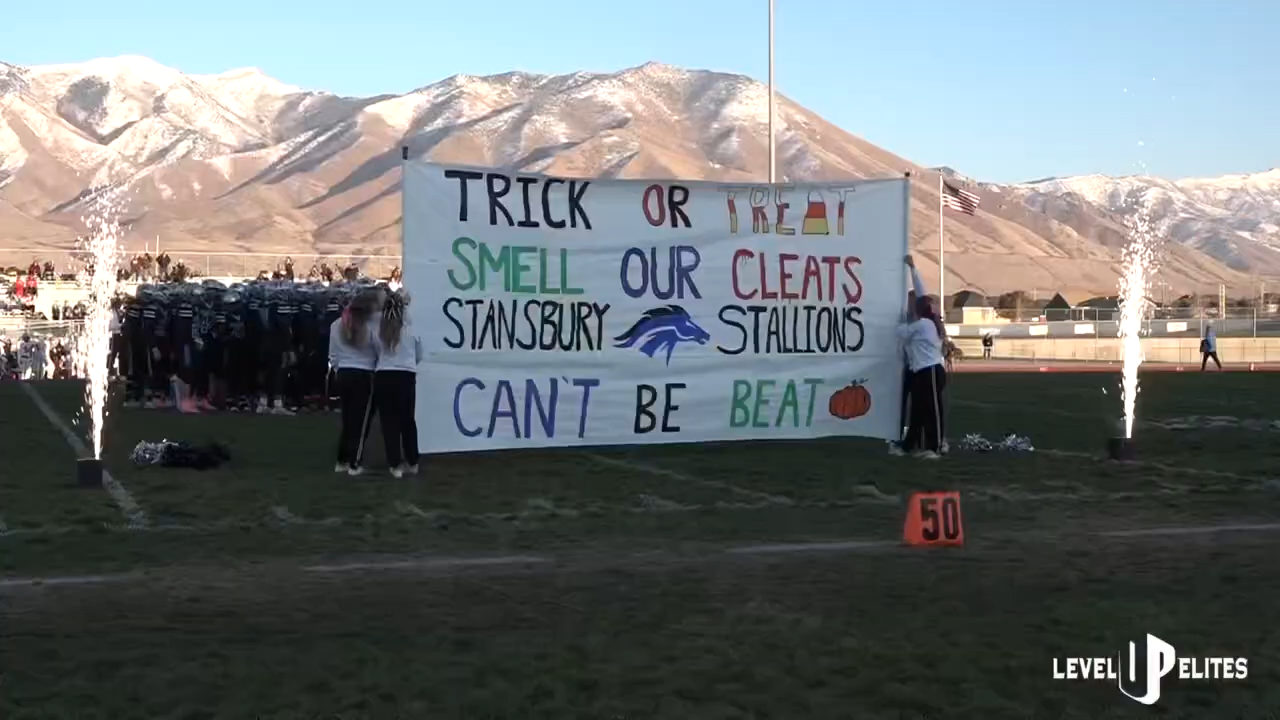 TRICK OR TREAT
SMELL OUR CLEATS
STANSBURY STALLIONS
CAN'T BE BEAT
50
LEVEL UP ELITES